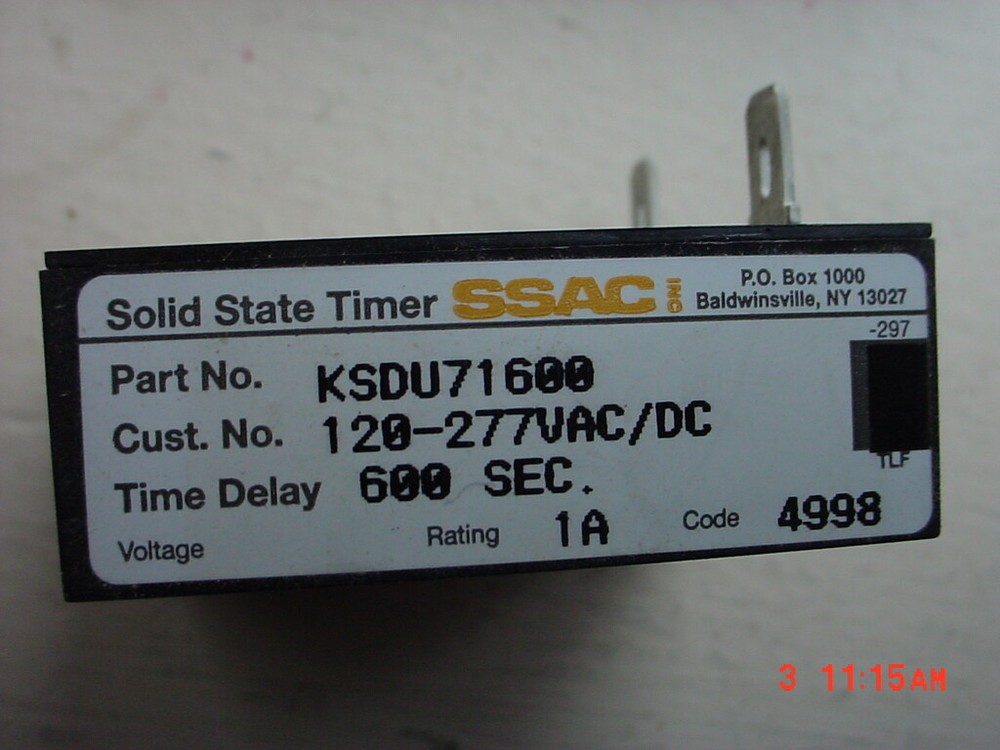 Solid State Timer SSAC INC P.O. Box 1000
Baldwinsville, NY 13027
-297
Part No. KSDU71600
Cust. No. 120-277VAC/DC
TLF
Time Delay 600 SEC.
Voltage Rating 1A Code 4998
3 11:15AM